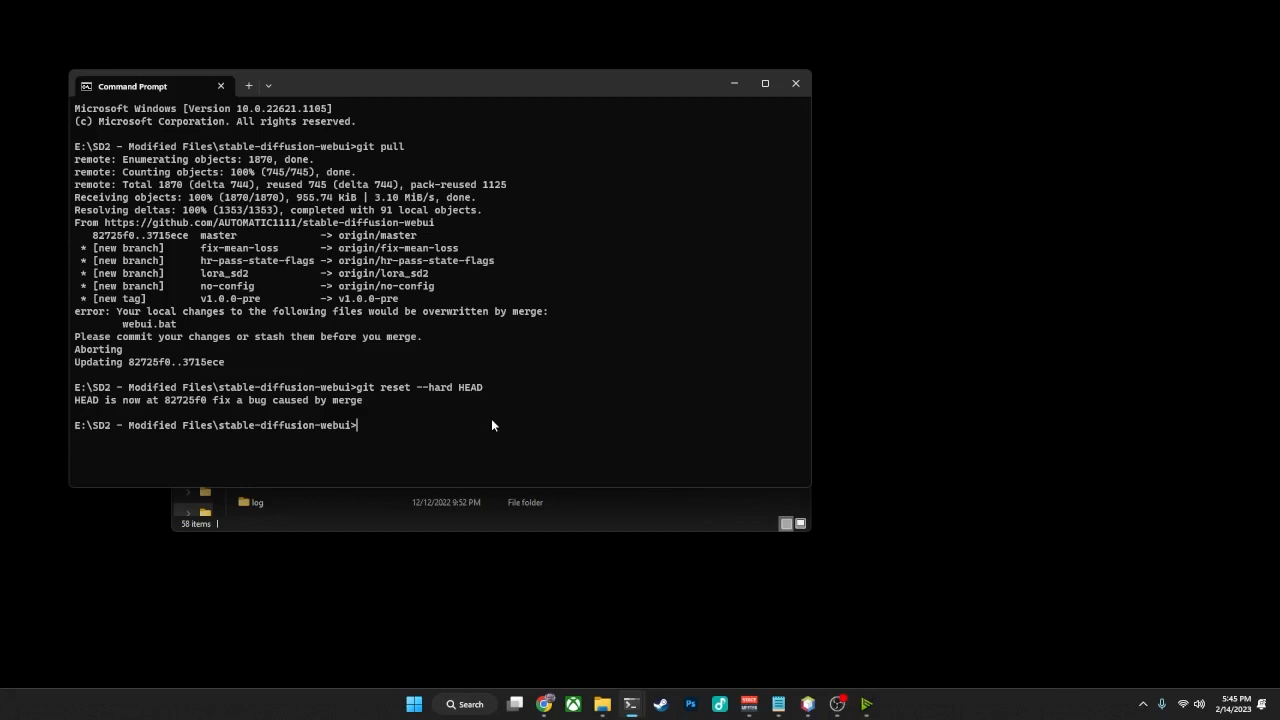 Command Prompt
Microsoft Windows [Version 10.0.22621.1105]
(c) Microsoft Corporation. All rights reserved.
E:\SD2 - Modified Files\stable-diffusion-webui>git pull
remote: Enumerating objects: 1870, done.
remote: Counting objects: 100% (745/745), done.
remote: Total 1870 (delta 744), reused 745 (delta 744), pack-reused 1125
Receiving objects: 100% (1870/1870), 955.74 KiB | 3.10 MiB/s, done.
Resolving deltas: 100% (1353/1353), completed with 91 local objects.
From https://github.com/AUTOMATIC1111/stable-diffusion-webui
82725f0..3715ece master -> origin/master
* [new branch] fix-mean-loss -> origin/fix-mean-loss
* [new branch] hr-pass-state-flags -> origin/hr-pass-state-flags
* [new branch] lora_sd2 -> origin/lora_sd2
* [new branch] no-config -> origin/no-config
* [new tag] v1.0.0-pre -> v1.0.0-pre
error: Your local changes to the following files would be overwritten by merge:
webui.bat
Please commit your changes or stash them before you merge.
Aborting
Updating 82725f0..3715ece
E:\SD2 - Modified Files\stable-diffusion-webui>git reset --hard HEAD
HEAD is now at 82725f0 fix a bug caused by merge
E:\SD2 - Modified Files\stable-diffusion-webui>
log 12/12/2022 9:52 PM File folder
58 items
Search
Ps
5:45 PM
2/14/2023